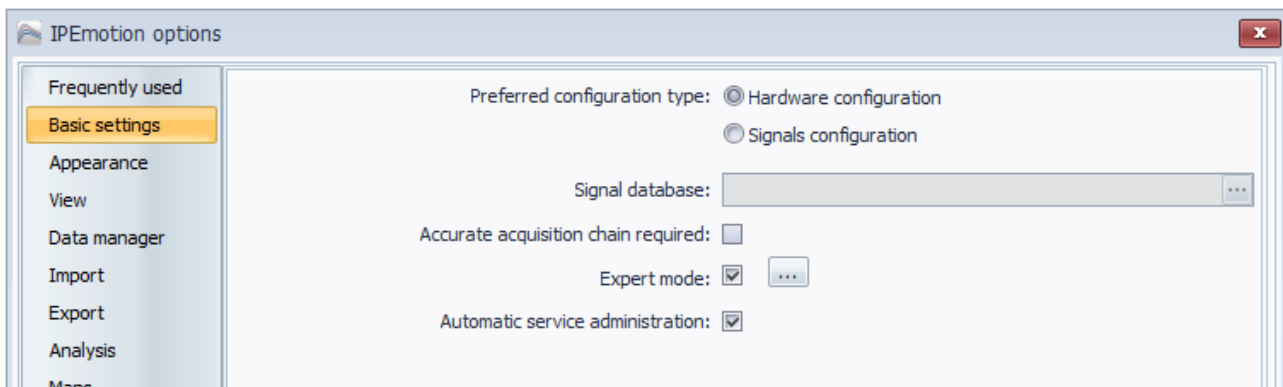 IPEmotion options
Frequently used
Basic settings
Appearance
View
Data manager
Import
Export
Analysis
Maps
Preferred configuration type: Hardware configuration
Signals configuration
Signal database: ...
Accurate acquisition chain required:
Expert mode: ...
Automatic service administration: